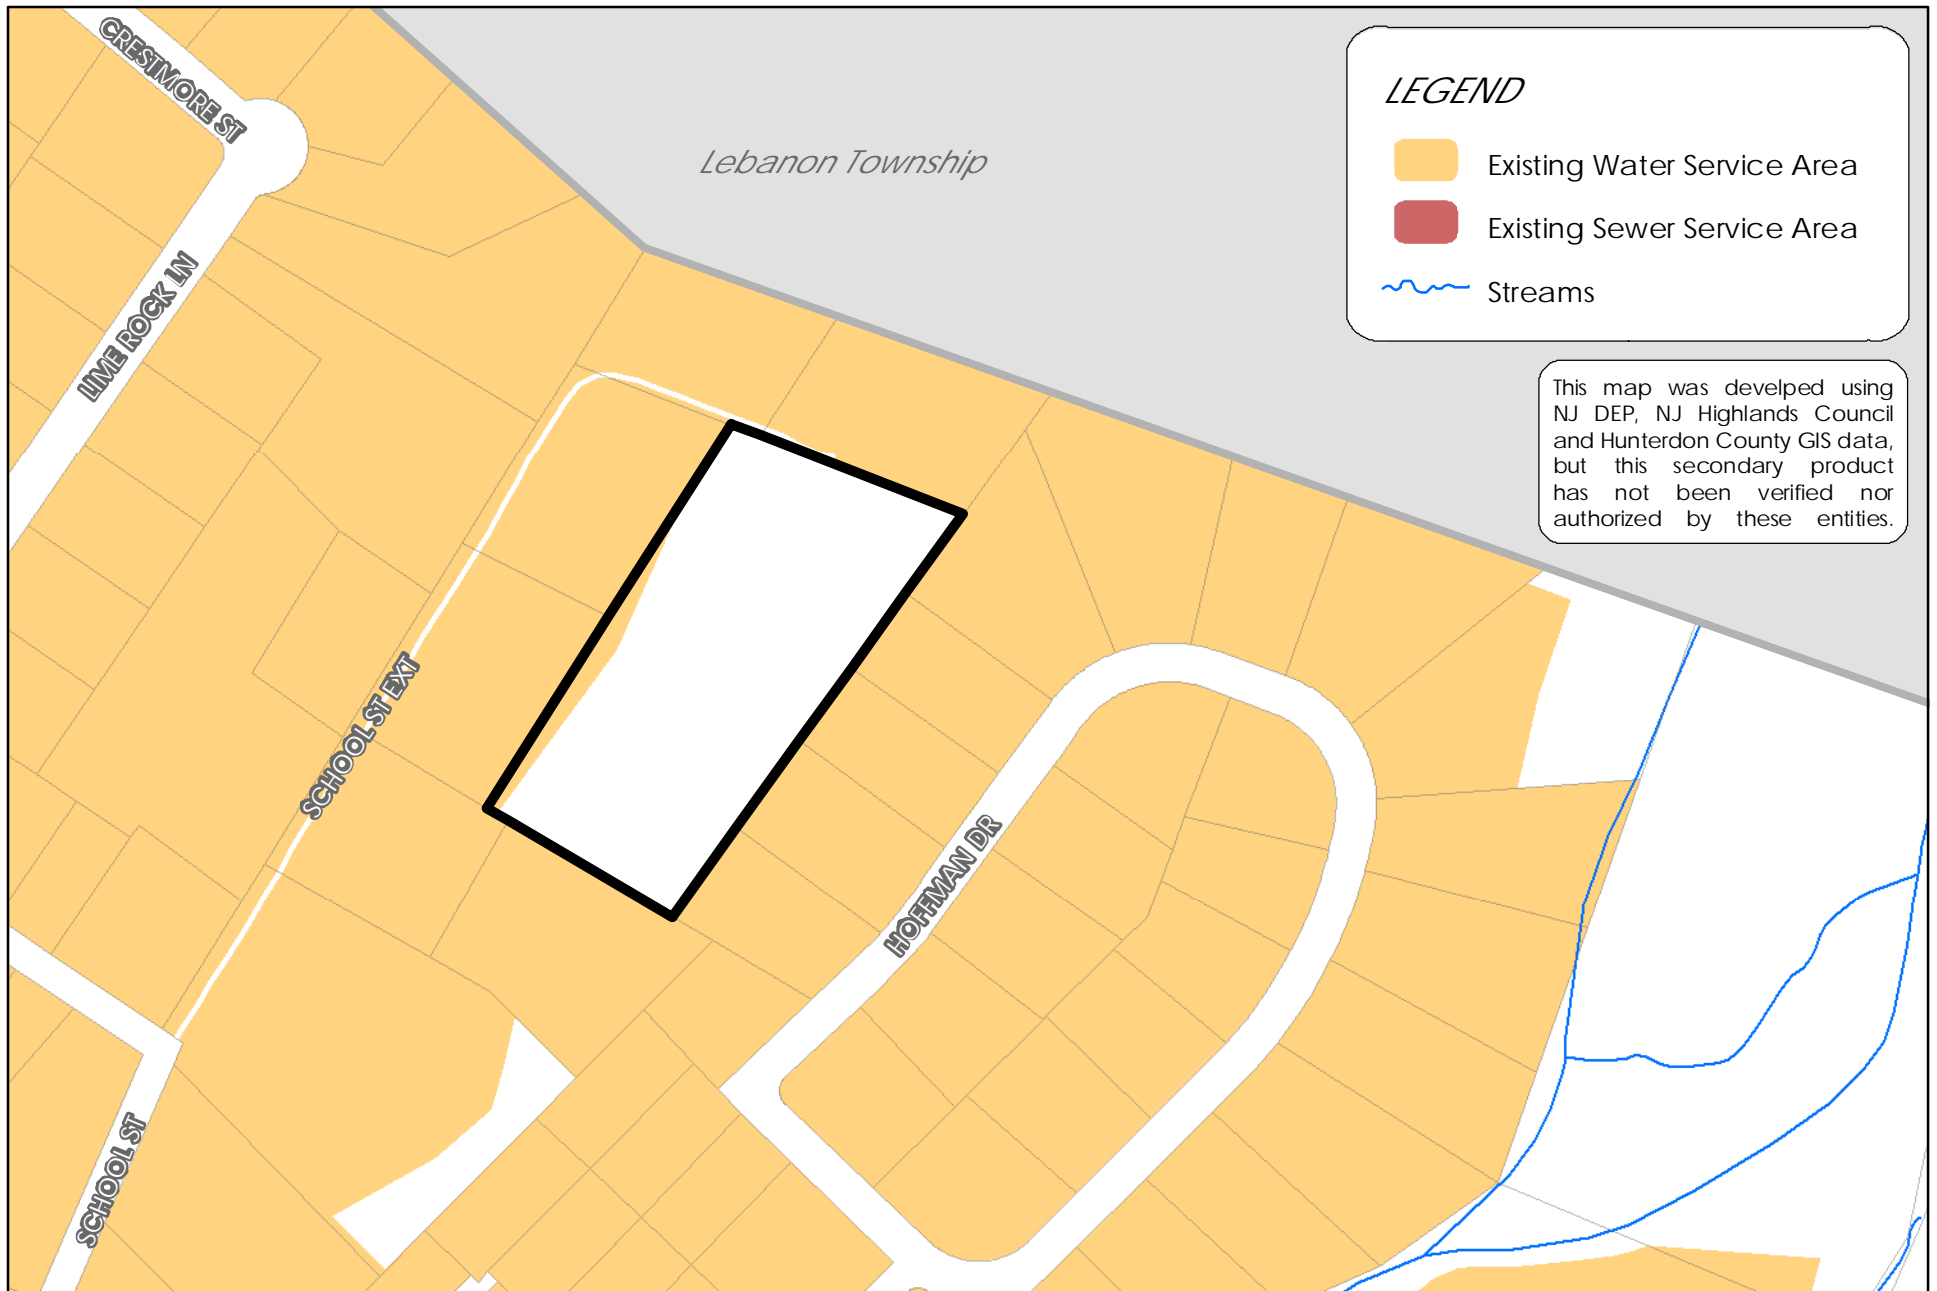 CRESTMORE ST
Lebanon Township
LEGEND
Existing Water Service Area
Existing Sewer Service Area
Streams
LIME ROCK LN
This map was develped using
NJ DEP, NJ Highlands Council
and Hunterdon County GIS data,
but this secondary product
has not been verified nor
authorized by these entities.
SCHOOL ST EXT
HOFFMAN DR
SCHOOL ST